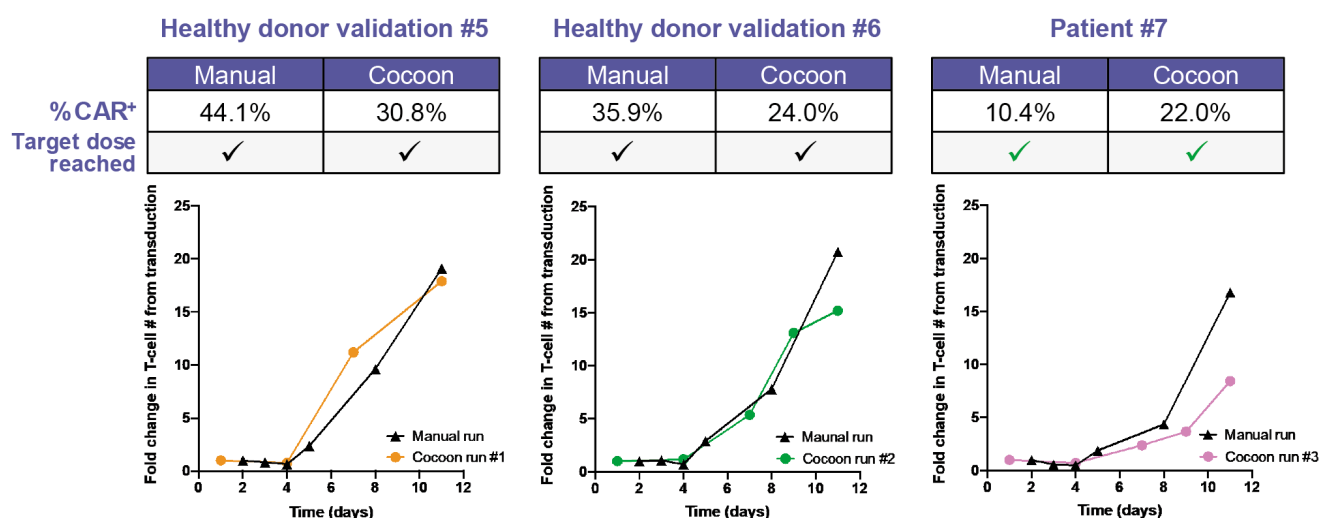 Healthy donor validation #5
Manual Cocoon
%CAR⁺ 44.1% 30.8%
Target dose
reached ✓ ✓
Fold change in T-cell # from transduction
25
20
15
10
5
0
Manual run
Cocoon run #1
0 2 4 6 8 10 12
Time (days)
Healthy donor validation #6
Manual Cocoon
35.9% 24.0%
✓ ✓
Fold change in T-cell # from transduction
25
20
15
10
5
0
Maunal run
Cocoon run #2
0 2 4 6 8 10 12
Time (days)
Patient #7
Manual Cocoon
10.4% 22.0%
✓ ✓
Fold change in T-cell # from transduction
25
20
15
10
5
0
Manual run
Cocoon run #3
0 2 4 6 8 10 12
Time (days)